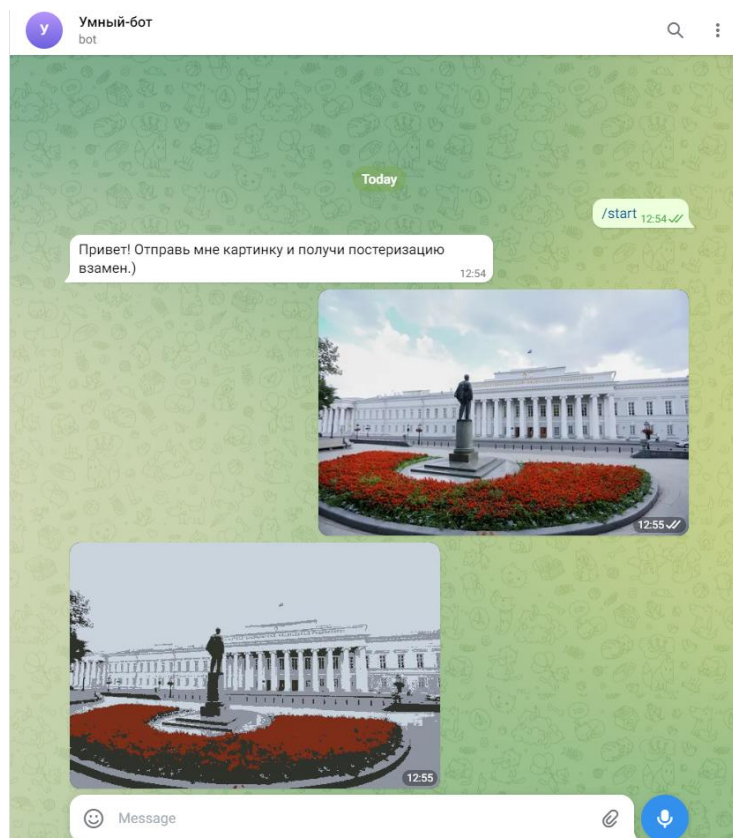 У
Умный-бот
bot
Today
/start 12:54
Привет! Отправь мне картинку и получи постеризацию
взамен.)
12:54
12:55
12:55
Message